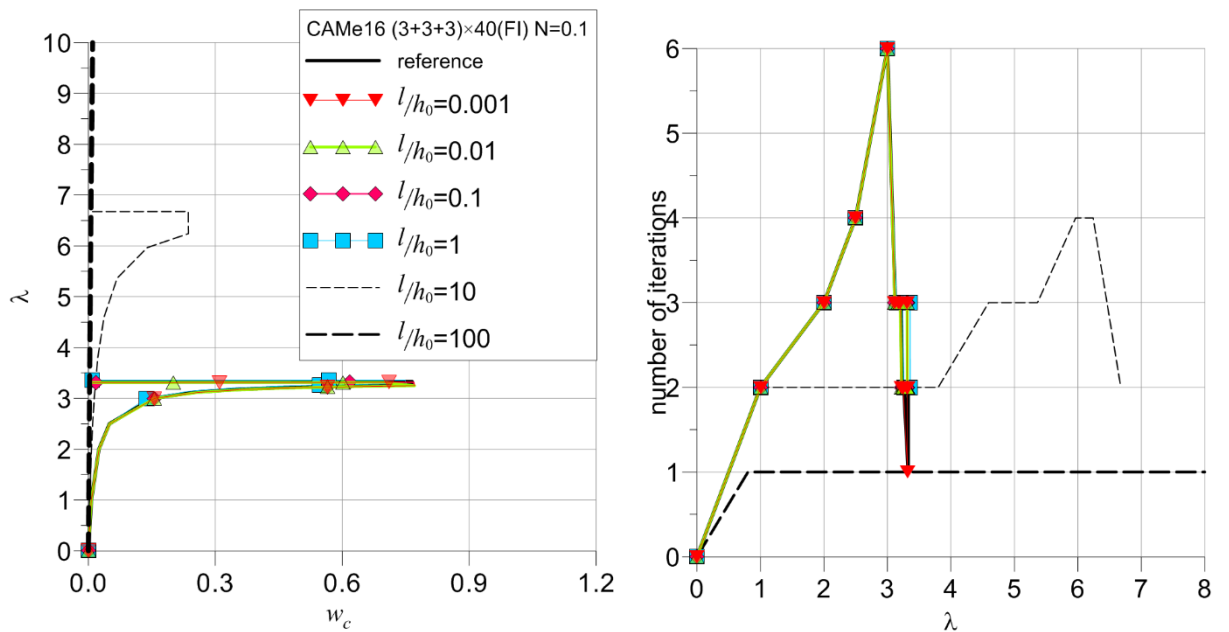 CAMe16 (3+3+3)×40(FI) N=0.1
reference
l/h₀=0.001
l/h₀=0.01
l/h₀=0.1
l/h₀=1
l/h₀=10
l/h₀=100
10
9
8
7
6
5
4
3
2
1
0
λ
0.0 0.3 0.6 0.9 1.2
w_c
6
5
4
3
2
1
0
number of iterations
0 1 2 3 4 5 6 7 8
λ